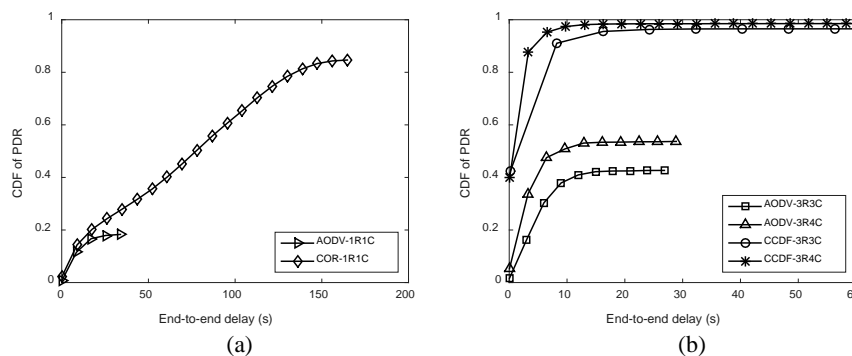 1
0.8
0.6
0.4
0.2
0
CDF of PDR
0
50
100
150
200
End-to-end delay (s)
AODV-1R1C
COR-1R1C
(a)
1
0.8
0.6
0.4
0.2
0
CDF of PDR
0
10
20
30
40
50
End-to-end delay (s)
AODV-3R3C
AODV-3R4C
CCDF-3R3C
CCDF-3R4C
(b)